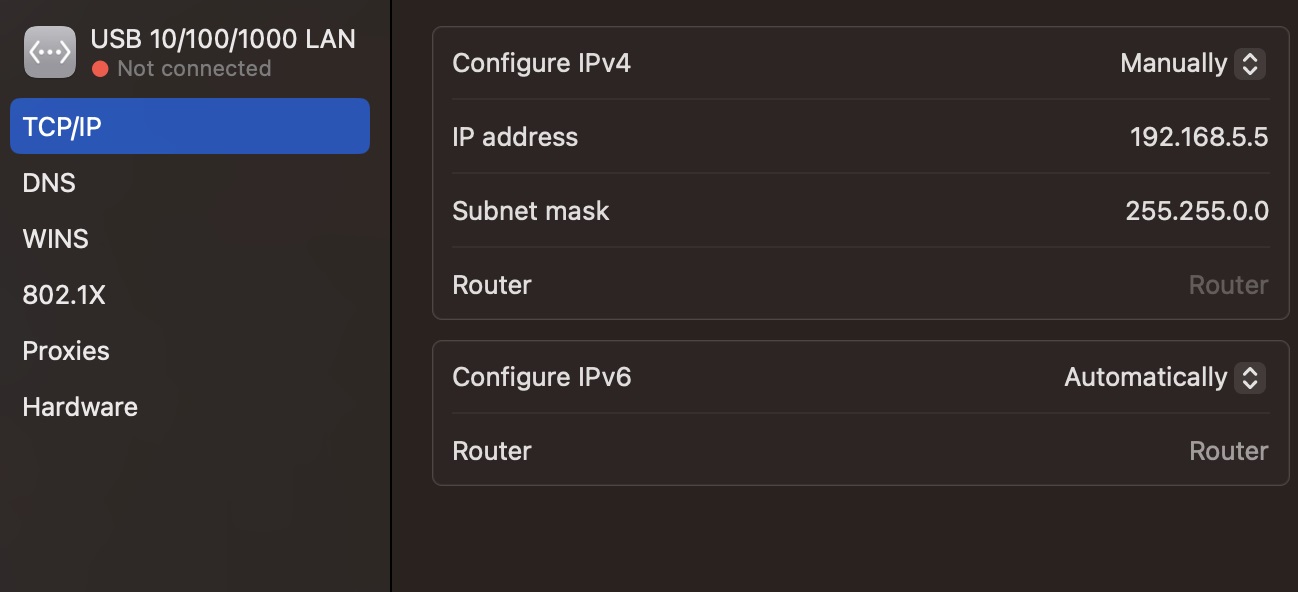 USB 10/100/1000 LAN
Not connected
TCP/IP
DNS
WINS
802.1X
Proxies
Hardware
Configure IPv4 Manually
IP address 192.168.5.5
Subnet mask 255.255.0.0
Router Router
Configure IPv6 Automatically
Router Router